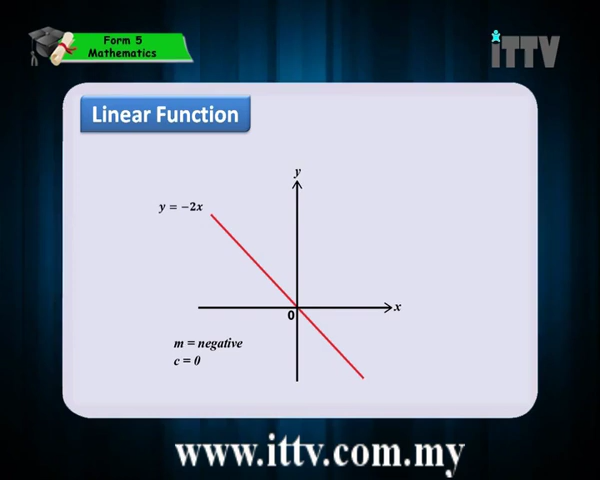 Form 5
Mathematics
iTTV
Linear Function
y
y = −2x
x
0
m = negative
c = 0
www.ittv.com.my